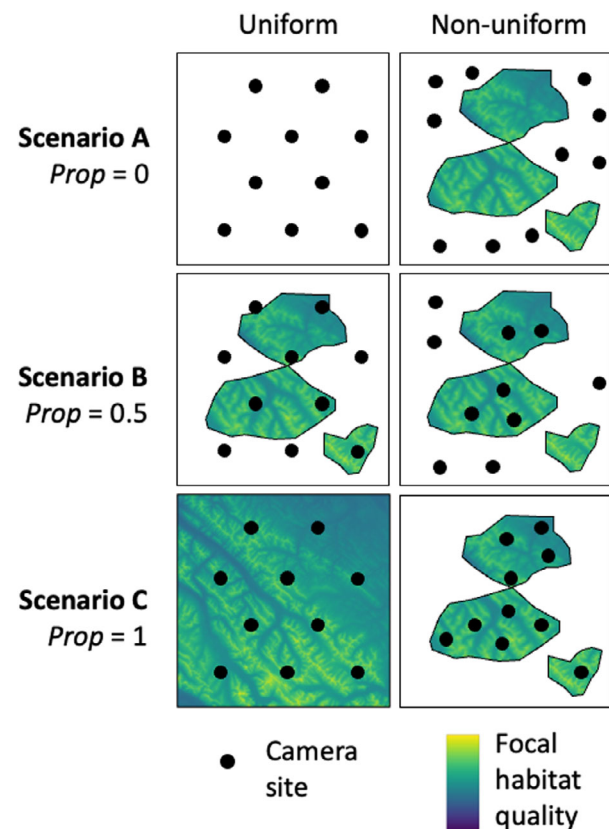 Uniform
Non-uniform
Scenario A
Prop = 0
Scenario B
Prop = 0.5
Scenario C
Prop = 1
Camera
site
Focal
habitat
quality